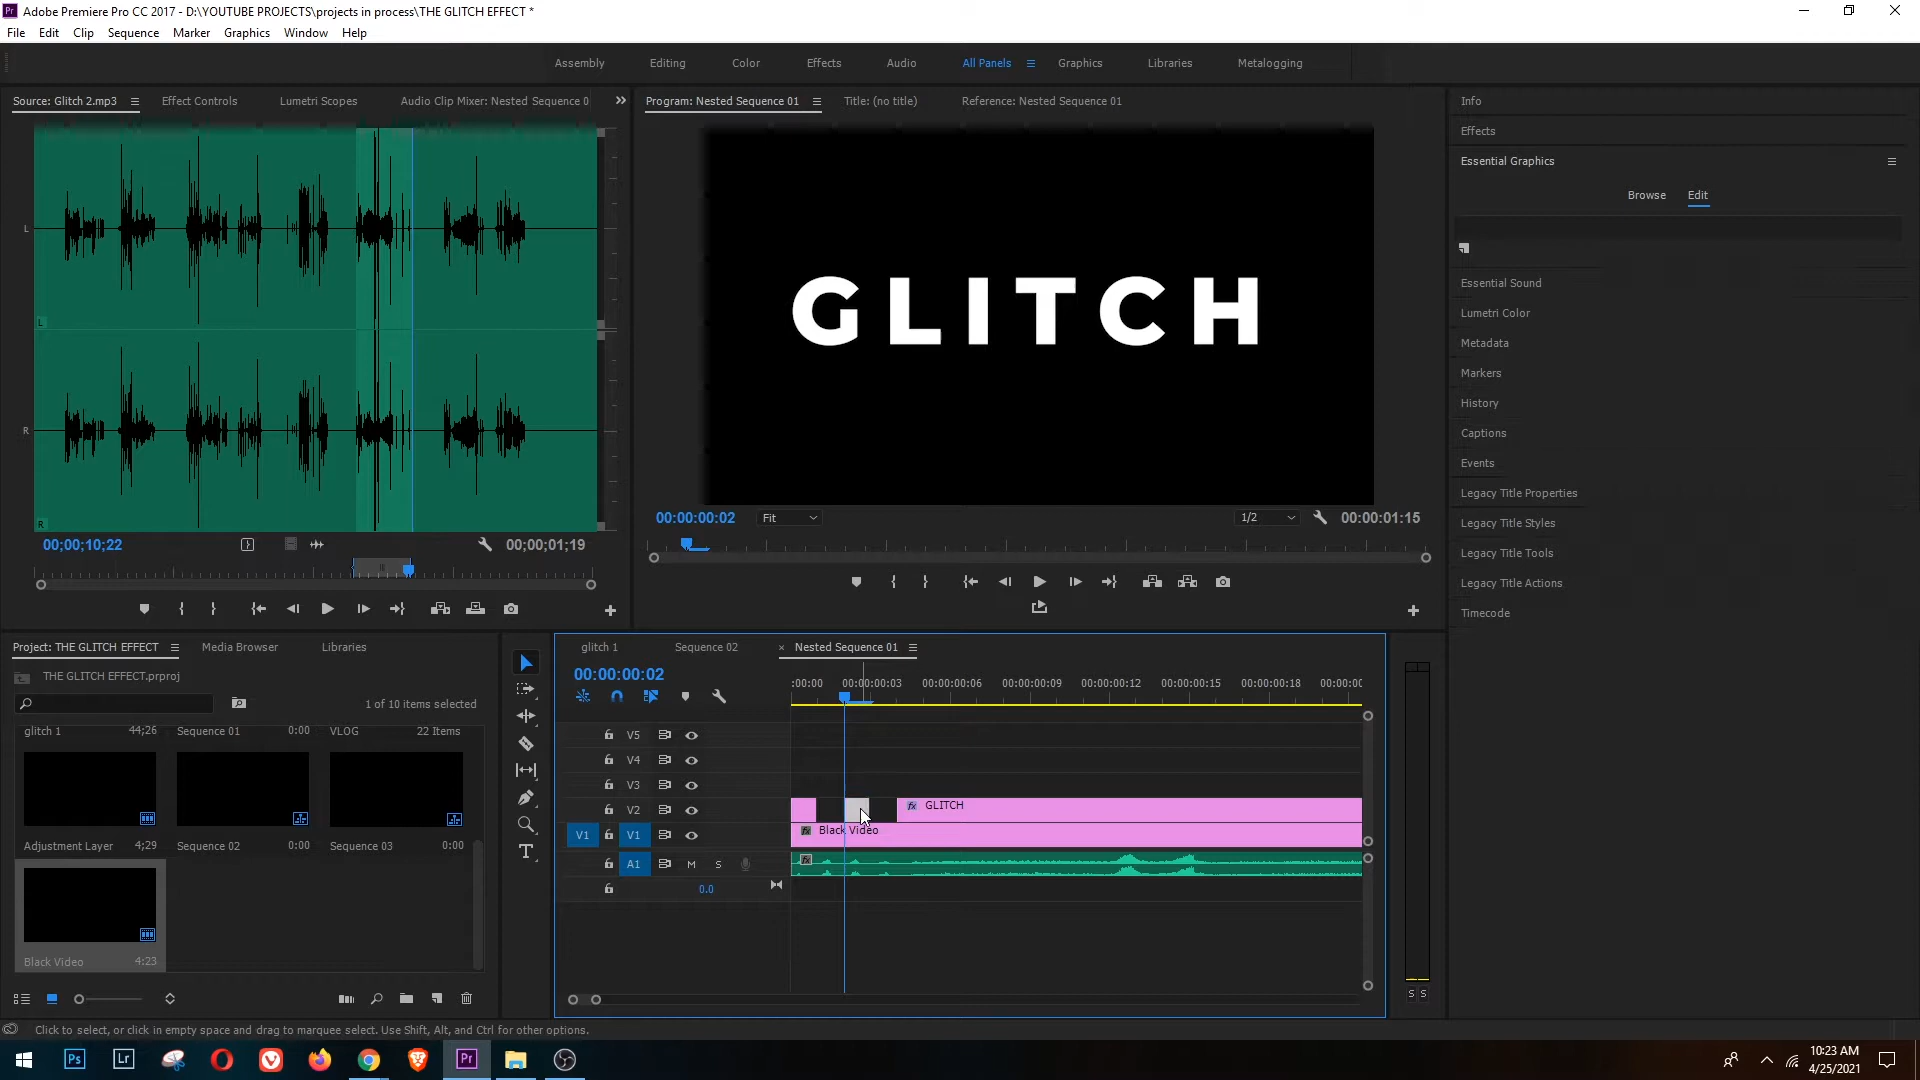 Adobe Premiere Pro CC 2017 - D:\YOUTUBE PROJECTS\projects in process\THE GLITCH EFFECT *
File Edit Clip Sequence Marker Graphics Window Help
Assembly Editing Color Effects Audio All Panels Graphics Libraries Metalogging
Source: Glitch 2.mp3 Effect Controls Lumetri Scopes Audio Clip Mixer: Nested Sequence 0
Program: Nested Sequence 01 Title: (no title) Reference: Nested Sequence 01
Info
Effects
Essential Graphics
Browse Edit
L
L
R
R
GLITCH
Essential Sound
Lumetri Color
Metadata
Markers
History
Captions
Events
Legacy Title Properties
Legacy Title Styles
Legacy Title Tools
Legacy Title Actions
Timecode
00;00;10;22 00;00;01;19
00:00:00:02 Fit 1/2 00:00:01:15
Project: THE GLITCH EFFECT Media Browser Libraries
THE GLITCH EFFECT.prproj
1 of 10 items selected
glitch 1 44;26 Sequence 01 0:00 VLOG 22 Items
Adjustment Layer 4;29 Sequence 02 0:00 Sequence 03 0:00
Black Video 4:23
glitch 1 Sequence 02 × Nested Sequence 01
00:00:00:02
:00:00 00:00:00:03 00:00:00:06 00:00:00:09 00:00:00:12 00:00:00:15 00:00:00:18 00:00:0
V5
V4
V3
V2 fx GLITCH
V1 V1 fx Black Video
A1 M S fx
0.0
S S
Click to select, or click in empty space and drag to marquee select. Use Shift, Alt, and Ctrl for other options.
Ps Lr Pr
10:23 AM
4/25/2021